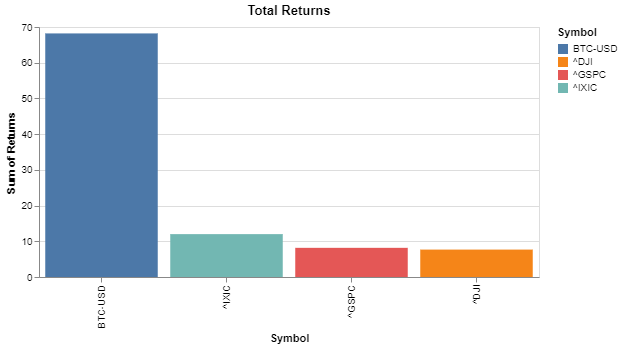 Total Returns
Sum of Returns
70
60
50
40
30
20
10
0
BTC-USD
^IXIC
^GSPC
^DJI
Symbol
Symbol
BTC-USD
^DJI
^GSPC
^IXIC